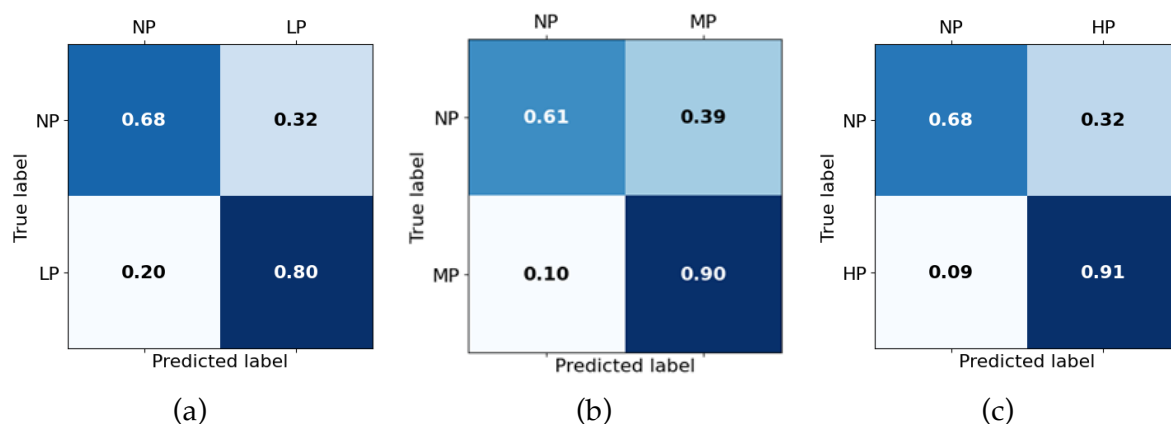 NP LP
NP 0.68 0.32
LP 0.20 0.80
True label
Predicted label
(a)
NP MP
NP 0.61 0.39
MP 0.10 0.90
True label
Predicted label
(b)
NP HP
NP 0.68 0.32
HP 0.09 0.91
True label
Predicted label
(c)